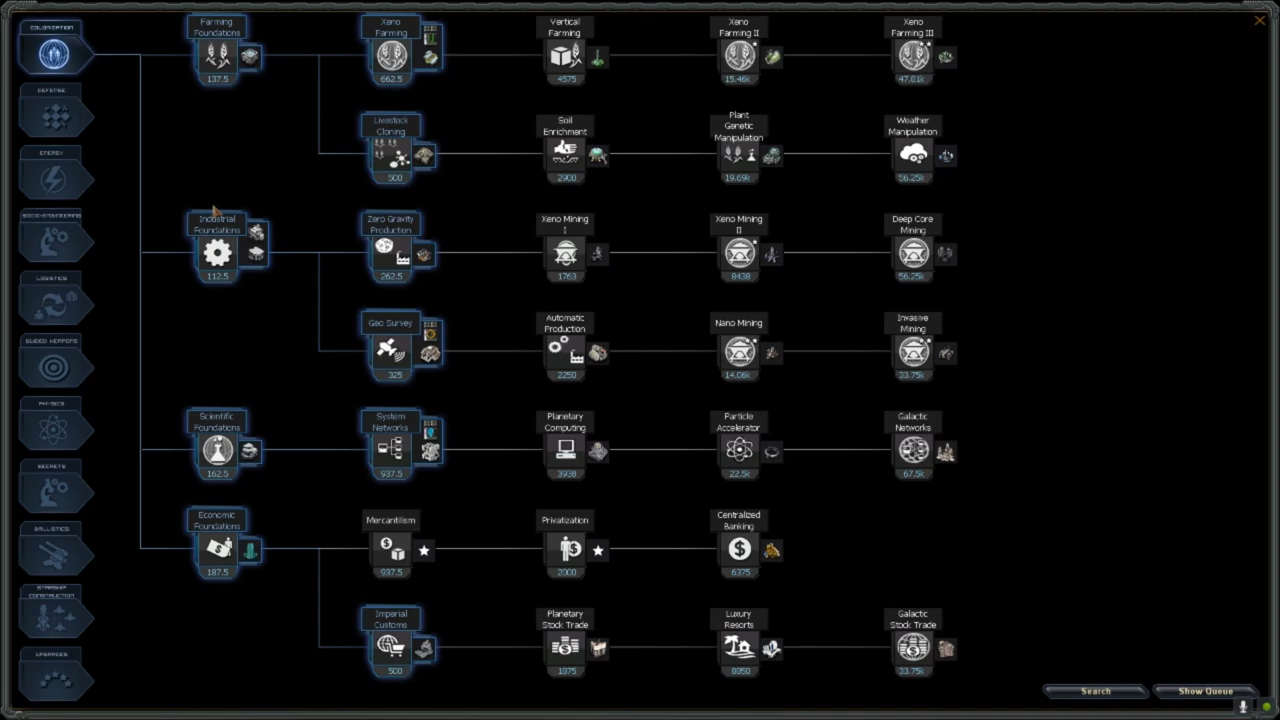 COLONIZATION
DEFENSE
ENERGY
SOCIO-ENGINEERING
LOGISTICS
GUIDED WEAPONS
PHYSICS
SECRETS
BALLISTICS
STARSHIP
CONSTRUCTION
UPGRADES
Farming
Foundations
137.5
Xeno
Farming
662.5
Vertical
Farming
4575
Xeno
Farming II
15.46k
Xeno
Farming III
47.81k
Livestock
Cloning
500
Soil
Enrichment
2900
Plant
Genetic
Manipulation
19.69k
Weather
Manipulation
56.25k
Industrial
Foundations
112.5
Zero Gravity
Production
262.5
Xeno Mining
I
1763
Xeno Mining
II
8438
Deep Core
Mining
56.25k
Geo Survey
325
Automatic
Production
2250
Nano Mining
14.06k
Invasive
Mining
33.75k
Scientific
Foundations
162.5
System
Networks
937.5
Planetary
Computing
3938
Particle
Accelerator
22.5k
Galactic
Networks
67.5k
Economic
Foundations
187.5
Mercantilism
937.5
Privatization
2000
Centralized
Banking
6375
Imperial
Customs
500
Planetary
Stock Trade
1875
Luxury
Resorts
8850
Galactic
Stock Trade
33.75k
Search
Show Queue